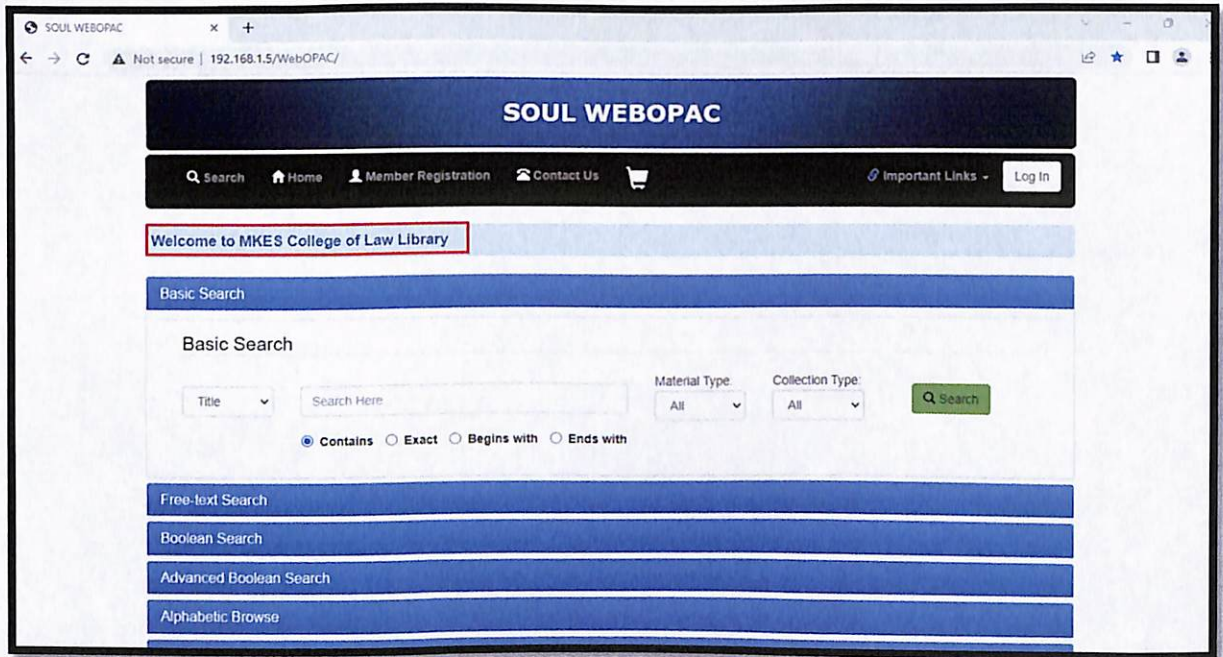 SOUL WEBOPAC
Not secure | 192.168.1.5/WebOPAC/
SOUL WEBOPAC
Search Home Member Registration Contact Us Important Links Log In
Welcome to MKES College of Law Library
Basic Search
Basic Search
Material Type: Collection Type:
Title Search Here All All Search
Contains Exact Begins with Ends with
Free-text Search
Boolean Search
Advanced Boolean Search
Alphabetic Browse